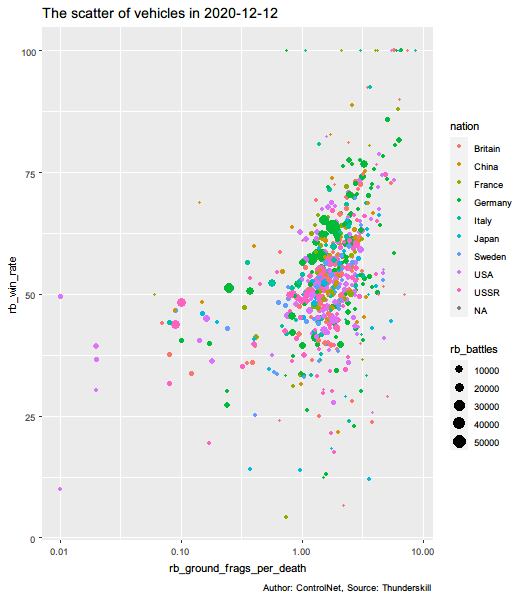 The scatter of vehicles in 2020-12-12
100
75
50
25
0
rb_win_rate
0.01
0.10
1.00
10.00
rb_ground_frags_per_death
nation
Britain
China
France
Germany
Italy
Japan
Sweden
USA
USSR
NA
rb_battles
10000
20000
30000
40000
50000
Author: ControlNet, Source: Thunderskill